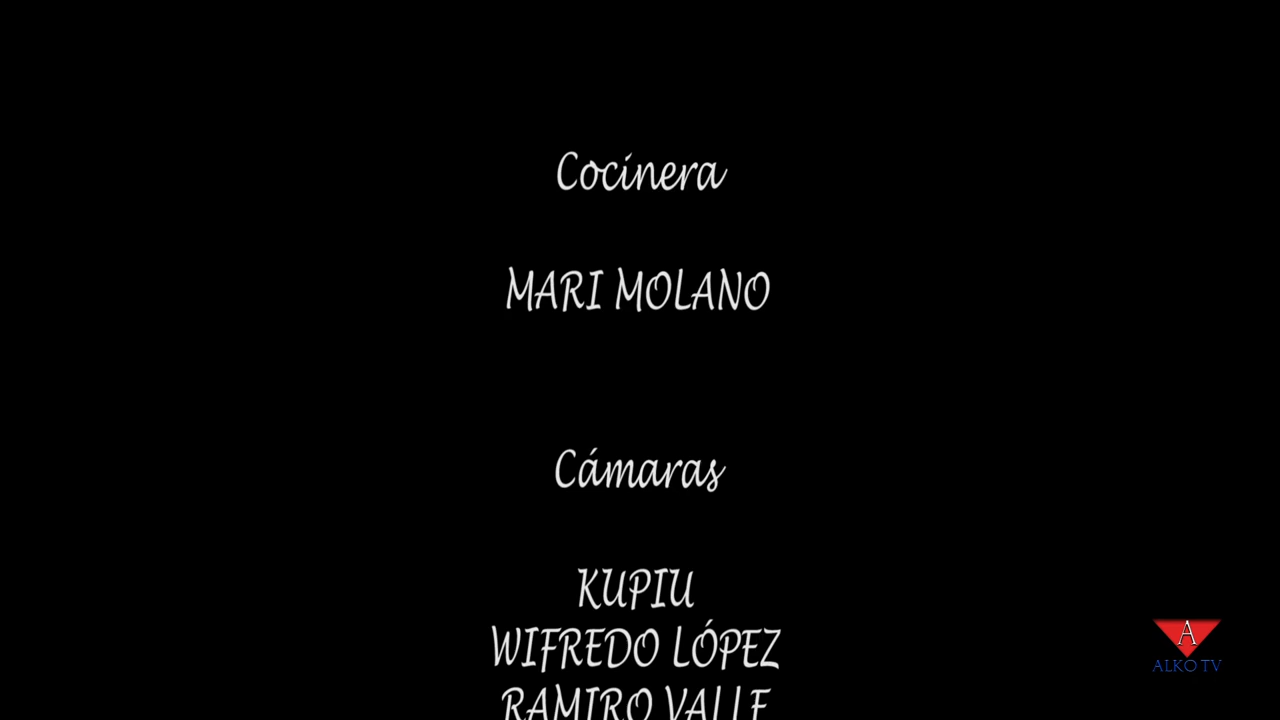 Cocinera
MARI MOLANO
Cámaras
KUPIU
WIFREDO LÓPEZ
RAMIRO VALLE
A
ALKO TV